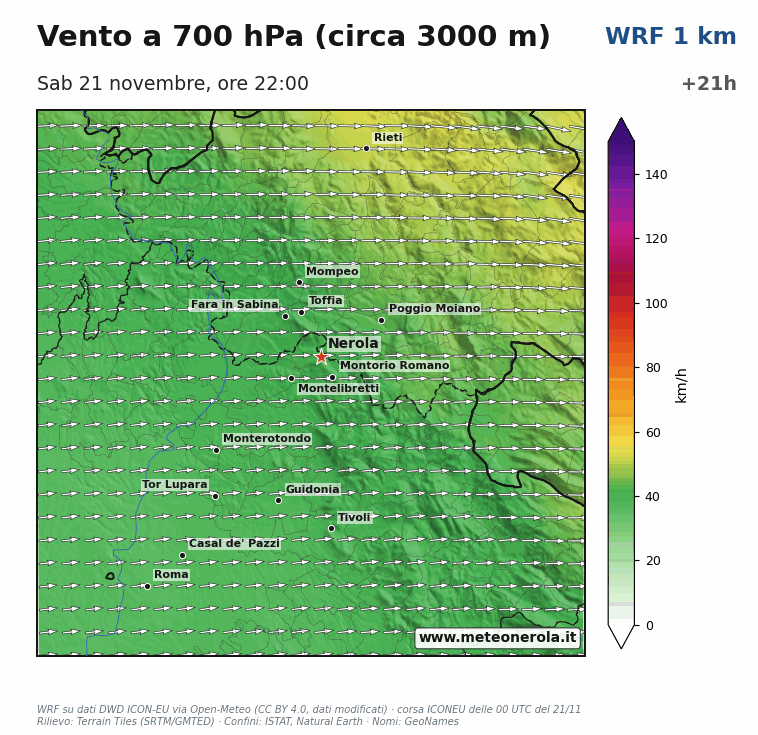 Vento a 700 hPa (circa 3000 m)
WRF 1 km
Sab 21 novembre, ore 22:00
+21h
Rieti
Mompeo
Fara in Sabina
Toffia
Poggio Moiano
Nerola
Montorio Romano
Montelibretti
Monterotondo
Tor Lupara
Guidonia
Tivoli
Casal de' Pazzi
Roma
www.meteonerola.it
140
120
100
80
60
40
20
0
km/h
WRF su dati DWD ICON-EU via Open-Meteo (CC BY 4.0, dati modificati) · corsa ICONEU delle 00 UTC del 21/11
Rilievo: Terrain Tiles (SRTM/GMTED) · Confini: ISTAT, Natural Earth · Nomi: GeoNames